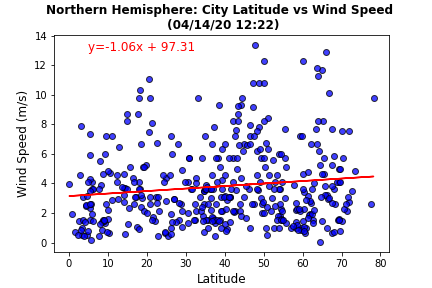 Northern Hemisphere: City Latitude vs Wind Speed
(04/14/20 12:22)
y=-1.06x + 97.31
Wind Speed (m/s)
14
12
10
8
6
4
2
0
0 10 20 30 40 50 60 70 80
Latitude